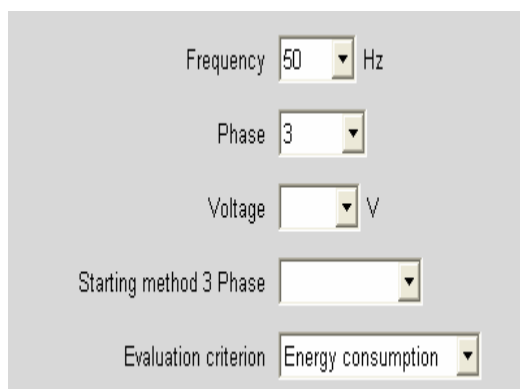 Frequency 50 Hz
Phase 3
Voltage V
Starting method 3 Phase
Evaluation criterion Energy consumption